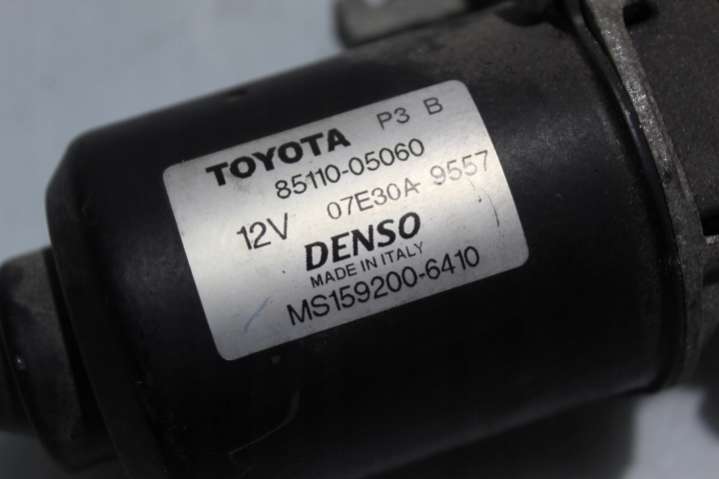 TOYOTA P3 B
85110-05060
12V 07E30A 9557
DENSO
MADE IN ITALY
MS159200-6410